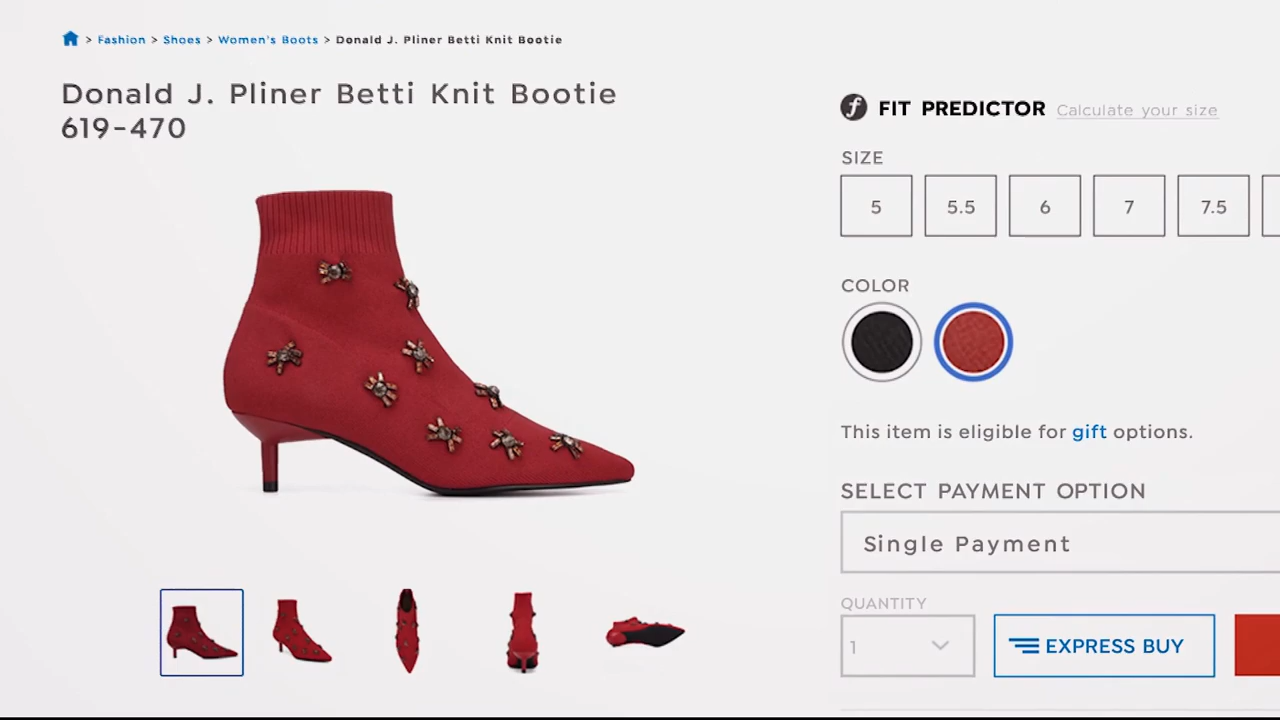 > Fashion > Shoes > Women's Boots > Donald J. Pliner Betti Knit Bootie
Donald J. Pliner Betti Knit Bootie
619-470
f FIT PREDICTOR Calculate your size
SIZE
5 5.5 6 7 7.5
COLOR
This item is eligible for gift options.
SELECT PAYMENT OPTION
Single Payment
QUANTITY
1
EXPRESS BUY